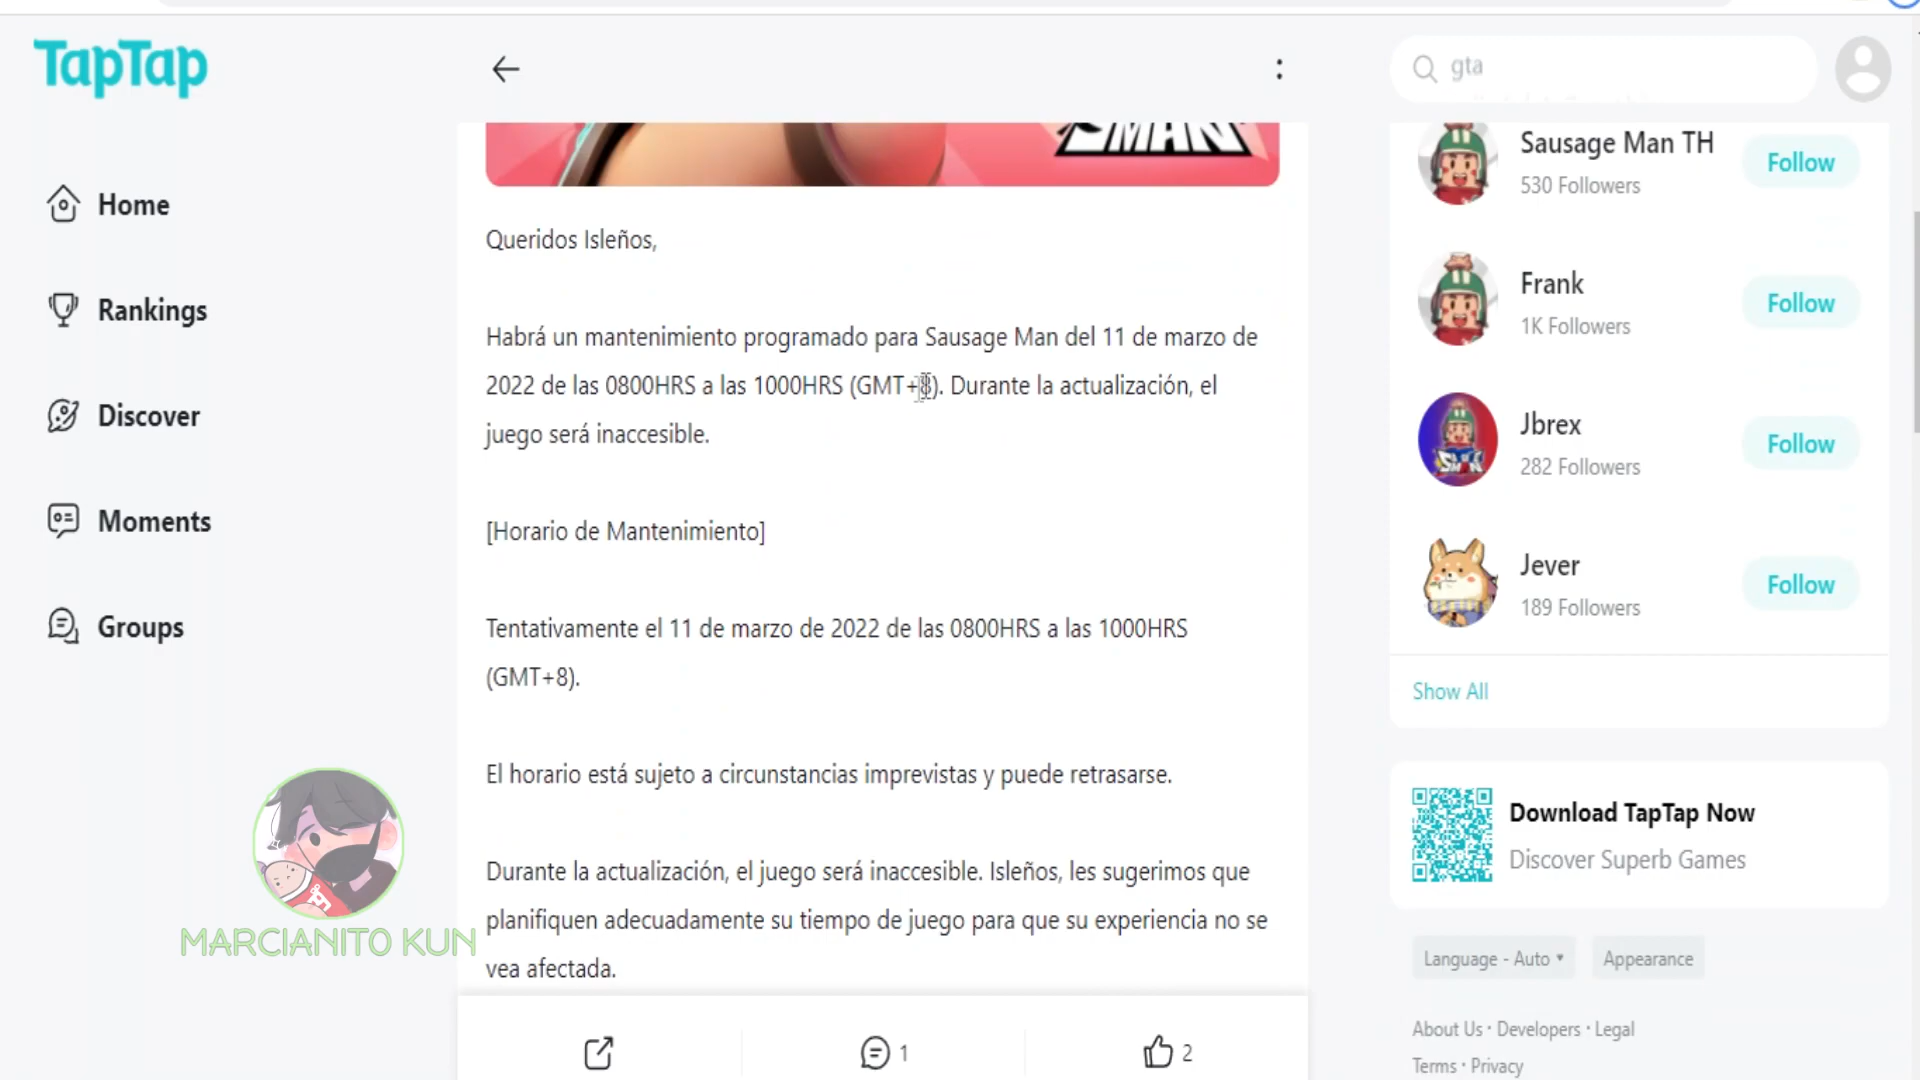 TapTap
gta
Home
Rankings
Discover
Moments
Groups
SMAN
Queridos Isleños,
Habrá un mantenimiento programado para Sausage Man del 11 de marzo de
2022 de las 0800HRS a las 1000HRS (GMT+8). Durante la actualización, el
juego será inaccesible.
[Horario de Mantenimiento]
Tentativamente el 11 de marzo de 2022 de las 0800HRS a las 1000HRS
(GMT+8).
El horario está sujeto a circunstancias imprevistas y puede retrasarse.
Durante la actualización, el juego será inaccesible. Isleños, les sugerimos que
planifiquen adecuadamente su tiempo de juego para que su experiencia no se
vea afectada.
1
2
MARCIANITO KUN
Sausage Man TH
530 Followers
Follow
Frank
1K Followers
Follow
Jbrex
282 Followers
Follow
Jever
189 Followers
Follow
Show All
Download TapTap Now
Discover Superb Games
Language - Auto ▾
Appearance
About Us · Developers · Legal
Terms · Privacy